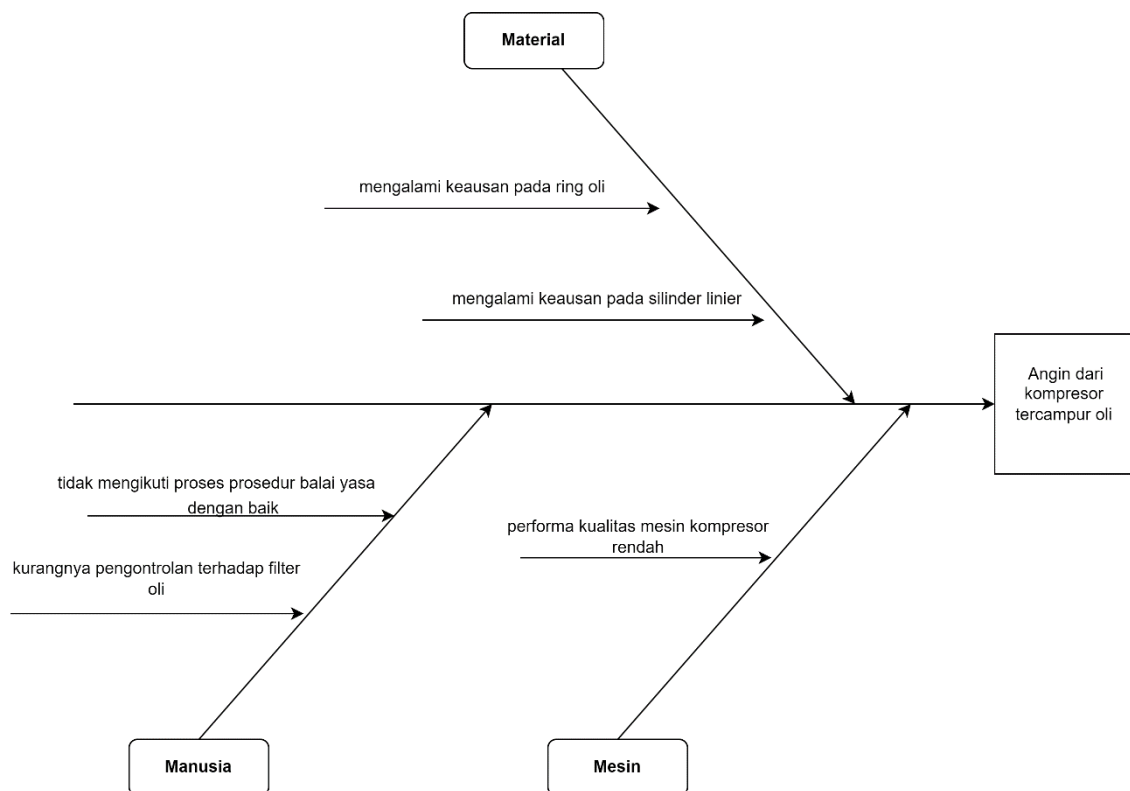 Material
mengalami keausan pada ring oli
mengalami keausan pada silinder linier
Angin dari
kompresor
tercampur oli
tidak mengikuti proses prosedur balai yasa
dengan baik
performa kualitas mesin kompresor
rendah
kurangnya pengontrolan terhadap filter
oli
Manusia
Mesin